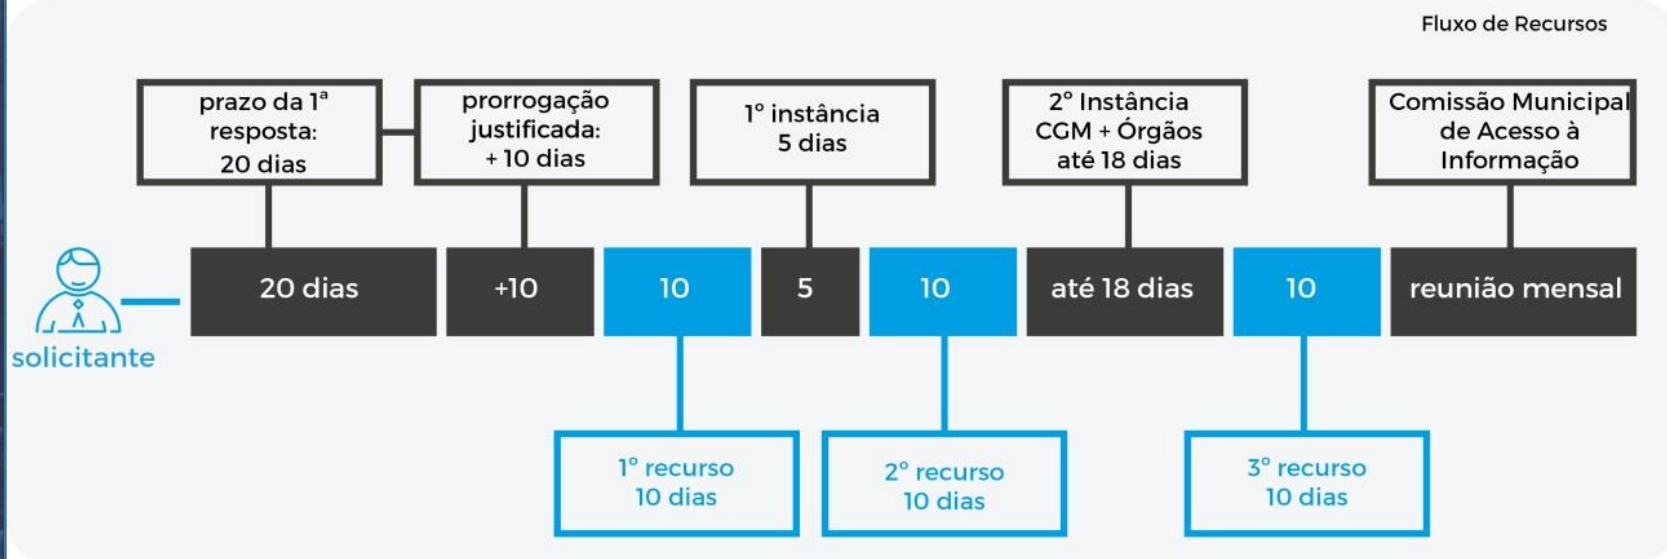 Fluxo de Recursos
prazo da 1ª
resposta:
20 dias
prorrogação
justificada:
+ 10 dias
1º instância
5 dias
2º Instância
CGM + Órgãos
até 18 dias
Comissão Municipal
de Acesso à
Informação
solicitante
20 dias
+10
10
5
10
até 18 dias
10
reunião mensal
1º recurso
10 dias
2º recurso
10 dias
3º recurso
10 dias